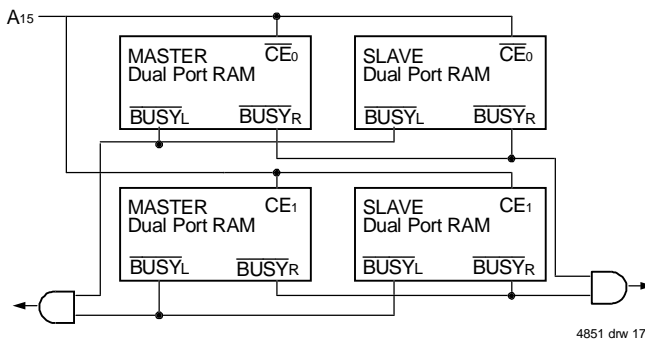 A15
MASTER
Dual Port RAM
CE0
BUSYL
BUSYR
SLAVE
Dual Port RAM
CE0
BUSYL
BUSYR
MASTER
Dual Port RAM
CE1
BUSYL
BUSYR
SLAVE
Dual Port RAM
CE1
BUSYL
BUSYR
4851 drw 17